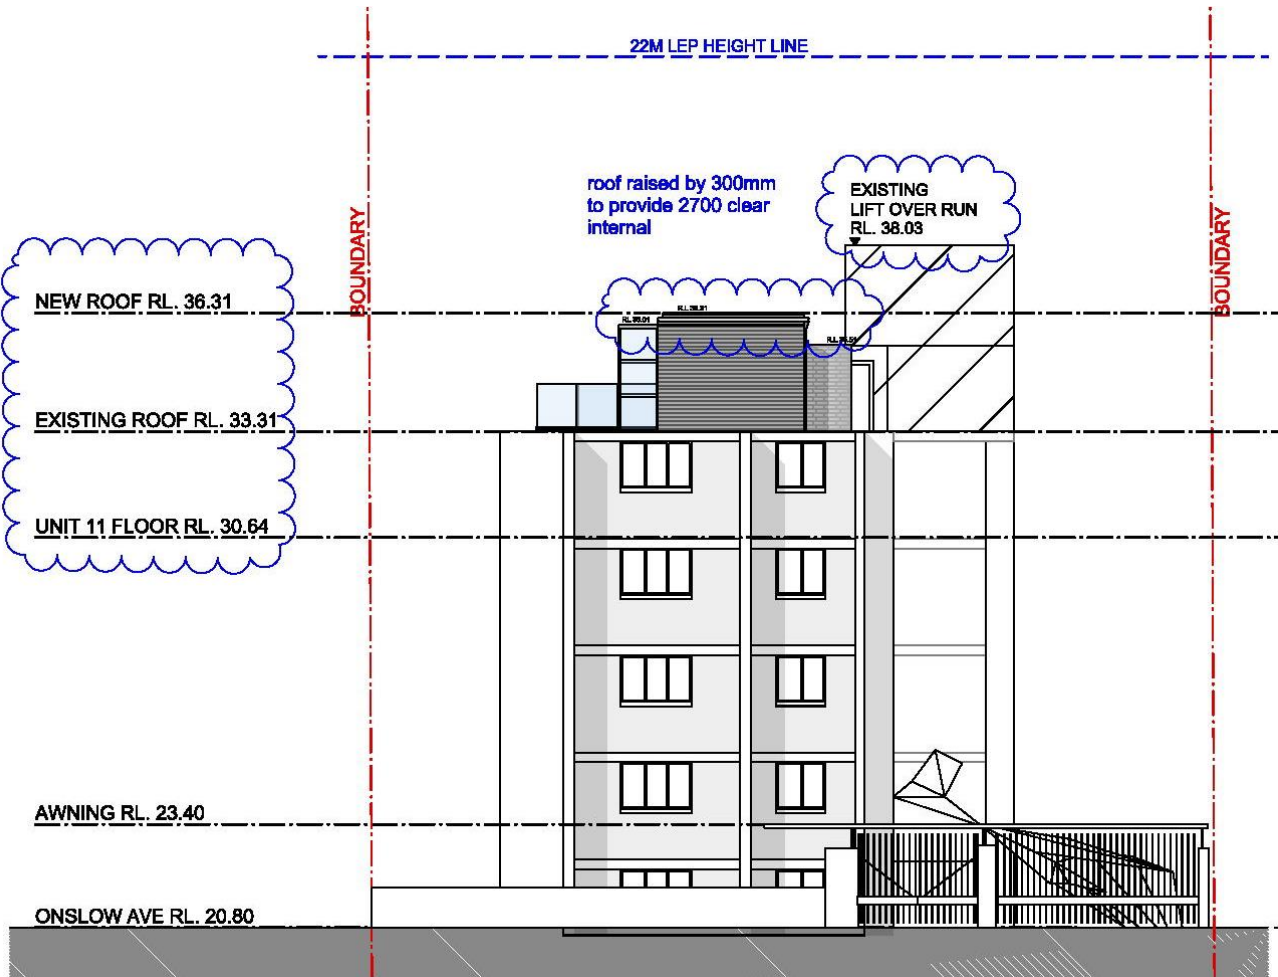 22M LEP HEIGHT LINE
roof raised by 300mm
to provide 2700 clear
internal
EXISTING
LIFT OVER RUN
RL. 38.03
BOUNDARY
BOUNDARY
NEW ROOF RL. 36.31
EXISTING ROOF RL. 33.31
UNIT 11 FLOOR RL. 30.64
AWNING RL. 23.40
ONSLOW AVE RL. 20.80